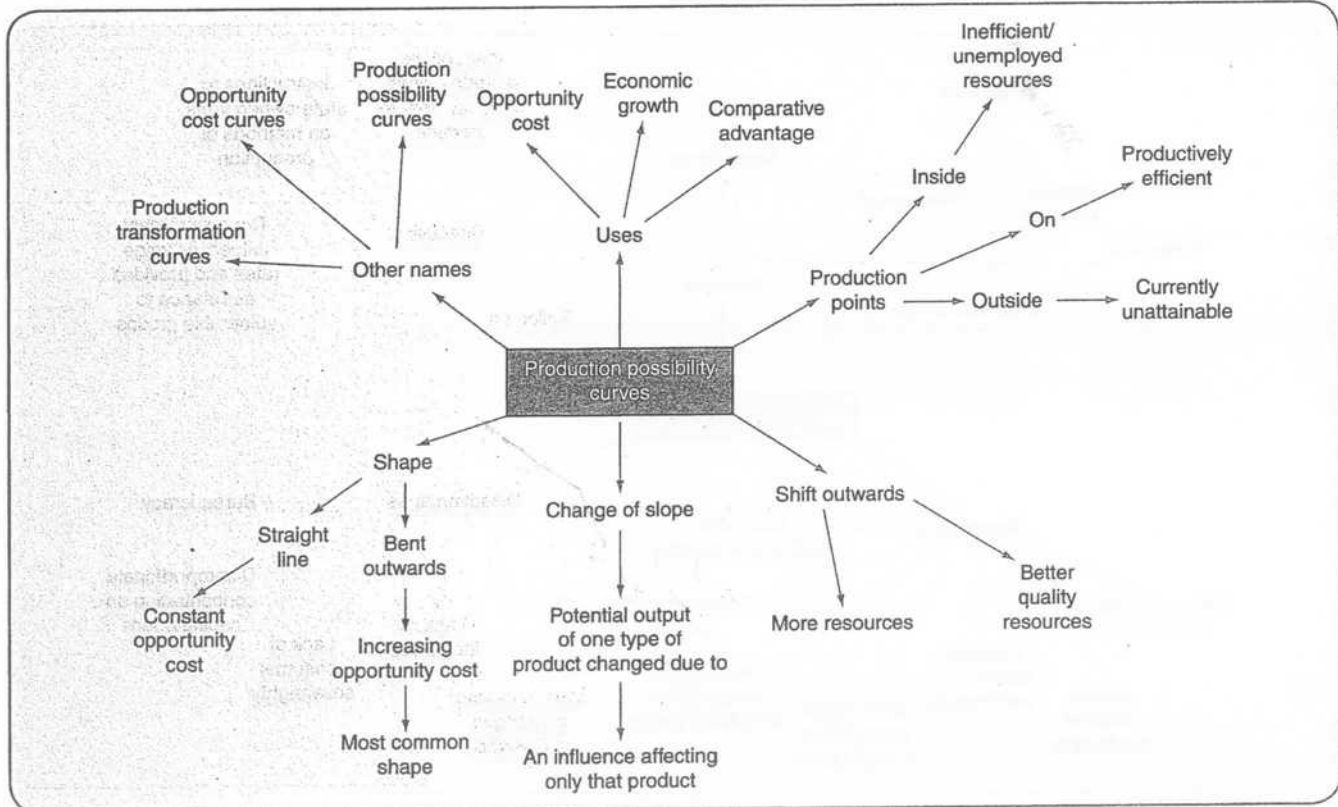 Inefficient/
unemployed
resources
Production
possibility
curves
Economic
growth
Opportunity
cost curves
Opportunity
cost
Comparative
advantage
Productively
efficient
Inside
On
Production
transformation
curves
Uses
Other names
Production
points
Outside
Currently
unattainable
Production possibility
curves
Shape
Shift outwards
Change of slope
Straight
line
Bent
outwards
Better
quality
resources
Constant
opportunity
cost
Potential output
of one type of
product changed due to
More resources
Increasing
opportunity cost
Most common
shape
An influence affecting
only that product